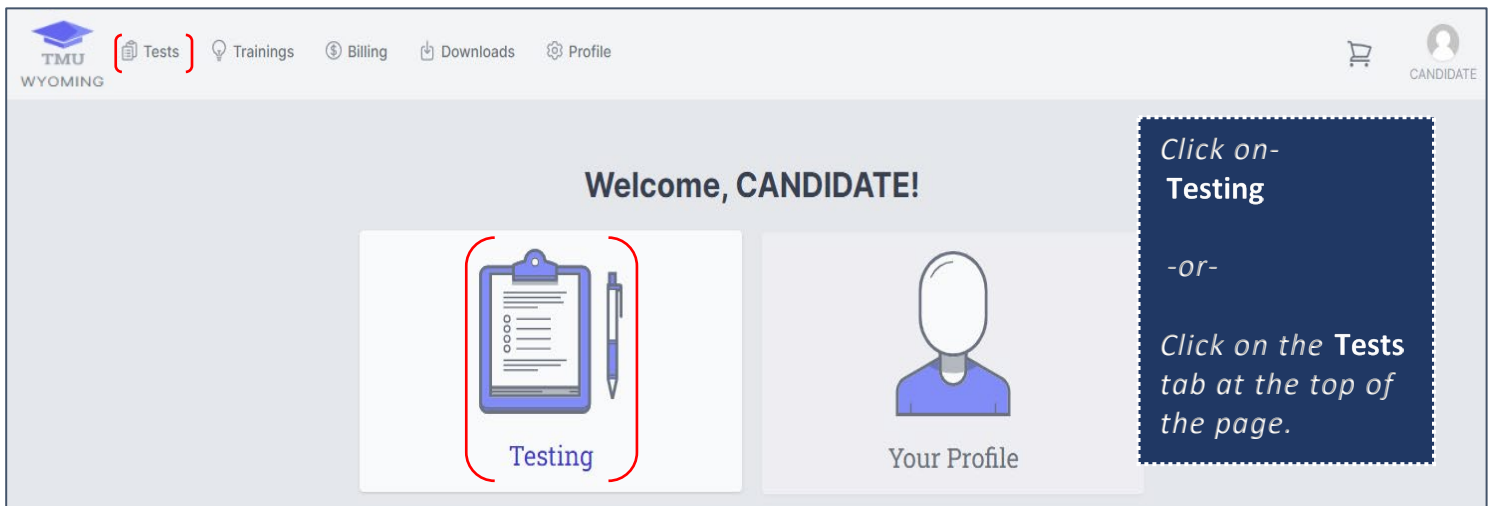 TMU
WYOMING
Tests Trainings Billing Downloads Profile
CANDIDATE
Welcome, CANDIDATE!
Testing
Your Profile
Click on-
Testing
-or-
Click on the Tests
tab at the top of
the page.